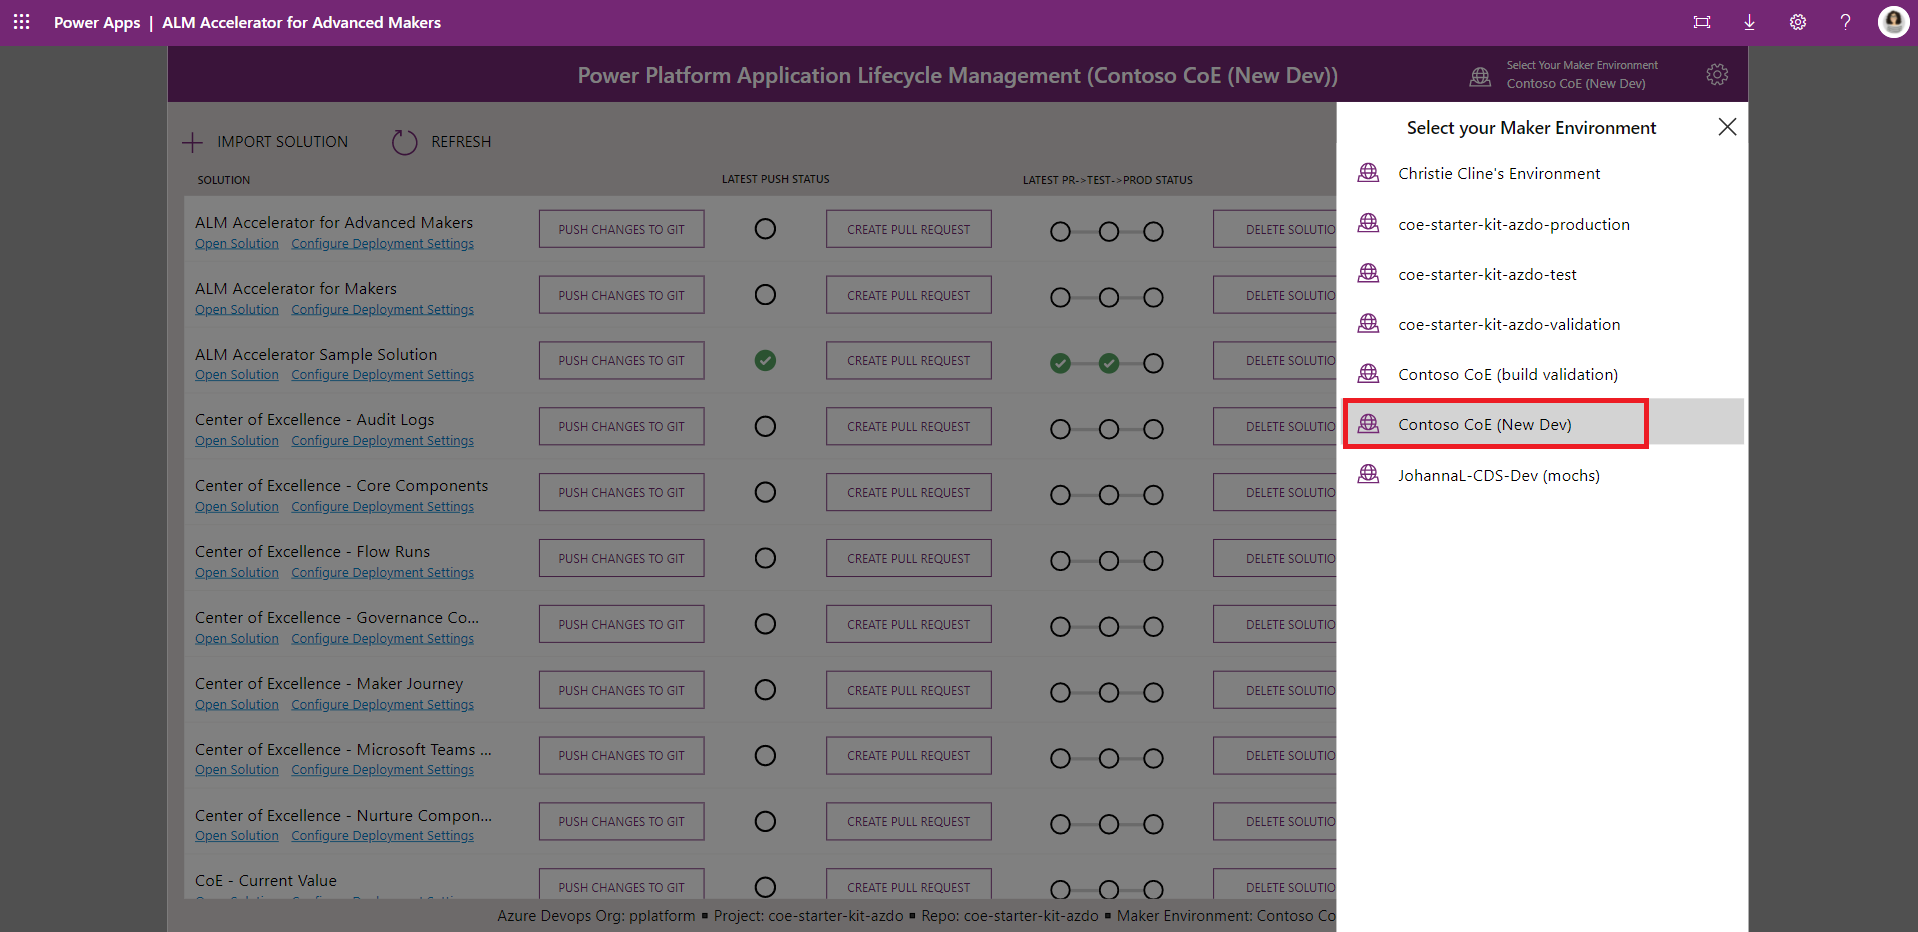 Power Apps | ALM Accelerator for Advanced Makers
?
Power Platform Application Lifecycle Management (Contoso CoE (New Dev))
Select Your Maker Environment
Contoso CoE (New Dev)
IMPORT SOLUTION
REFRESH
SOLUTION
LATEST PUSH STATUS
LATEST PR->TEST->PROD STATUS
ALM Accelerator for Advanced Makers
Open Solution Configure Deployment Settings
PUSH CHANGES TO GIT
CREATE PULL REQUEST
DELETE SOLUTIO
ALM Accelerator for Makers
Open Solution Configure Deployment Settings
PUSH CHANGES TO GIT
CREATE PULL REQUEST
DELETE SOLUTIO
ALM Accelerator Sample Solution
Open Solution Configure Deployment Settings
PUSH CHANGES TO GIT
CREATE PULL REQUEST
DELETE SOLUTIO
Center of Excellence - Audit Logs
Open Solution Configure Deployment Settings
PUSH CHANGES TO GIT
CREATE PULL REQUEST
DELETE SOLUTIO
Center of Excellence - Core Components
Open Solution Configure Deployment Settings
PUSH CHANGES TO GIT
CREATE PULL REQUEST
DELETE SOLUTIO
Center of Excellence - Flow Runs
Open Solution Configure Deployment Settings
PUSH CHANGES TO GIT
CREATE PULL REQUEST
DELETE SOLUTIO
Center of Excellence - Governance Co...
Open Solution Configure Deployment Settings
PUSH CHANGES TO GIT
CREATE PULL REQUEST
DELETE SOLUTIO
Center of Excellence - Maker Journey
Open Solution Configure Deployment Settings
PUSH CHANGES TO GIT
CREATE PULL REQUEST
DELETE SOLUTIO
Center of Excellence - Microsoft Teams ...
Open Solution Configure Deployment Settings
PUSH CHANGES TO GIT
CREATE PULL REQUEST
DELETE SOLUTIO
Center of Excellence - Nurture Compon...
Open Solution Configure Deployment Settings
PUSH CHANGES TO GIT
CREATE PULL REQUEST
DELETE SOLUTIO
CoE - Current Value
PUSH CHANGES TO GIT
CREATE PULL REQUEST
DELETE SOLUTIO
Azure Devops Org: pplatform ▪ Project: coe-starter-kit-azdo ▪ Repo: coe-starter-kit-azdo ▪ Maker Environment: Contoso Co
Select your Maker Environment
Christie Cline's Environment
coe-starter-kit-azdo-production
coe-starter-kit-azdo-test
coe-starter-kit-azdo-validation
Contoso CoE (build validation)
Contoso CoE (New Dev)
JohannaL-CDS-Dev (mochs)